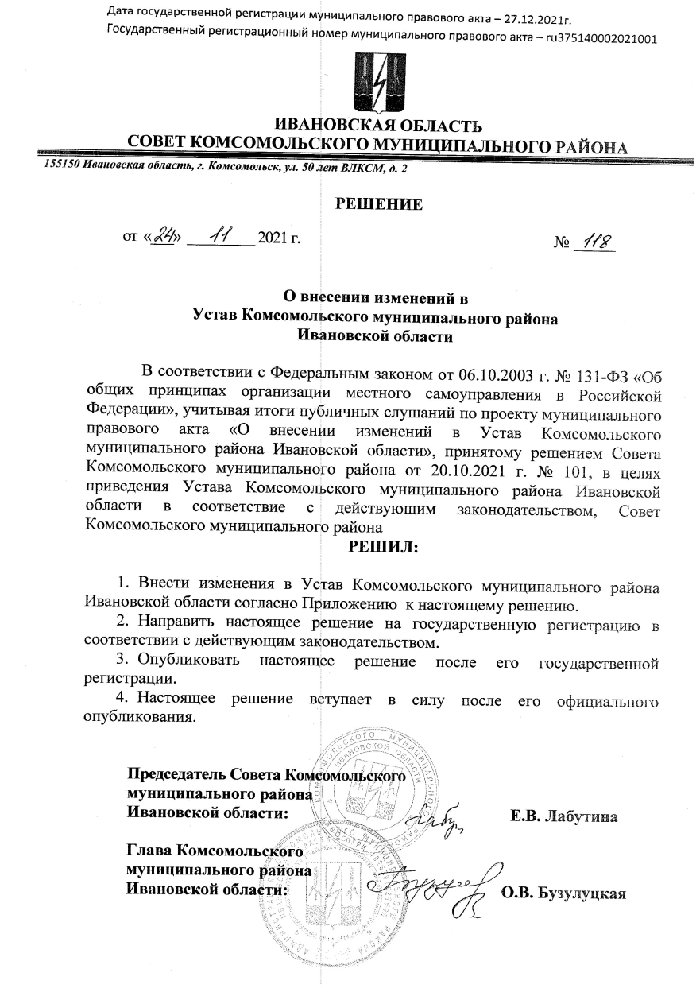 Дата государственной регистрации муниципального правового акта – 27.12.2021г.
Государственный регистрационный номер муниципального правового акта – ru375140002021001
ИВАНОВСКАЯ ОБЛАСТЬ
СОВЕТ КОМСОМОЛЬСКОГО МУНИЦИПАЛЬНОГО РАЙОНА
155150 Ивановская область, г. Комсомольск, ул. 50 лет ВЛКСМ, д. 2
РЕШЕНИЕ
от «24» 11 2021 г.
№ 118
О внесении изменений в
Устав Комсомольского муниципального района
Ивановской области
В соответствии с Федеральным законом от 06.10.2003 г. № 131-ФЗ «Об
общих принципах организации местного самоуправления в Российской
Федерации», учитывая итоги публичных слушаний по проекту муниципального
правового акта «О внесении изменений в Устав Комсомольского
муниципального района Ивановской области», принятому решением Совета
Комсомольского муниципального района от 20.10.2021 г. № 101, в целях
приведения Устава Комсомольского муниципального района Ивановской
области в соответствие с действующим законодательством, Совет
Комсомольского муниципального района
РЕШИЛ:
1. Внести изменения в Устав Комсомольского муниципального района
Ивановской области согласно Приложению к настоящему решению.
2. Направить настоящее решение на государственную регистрацию в
соответствии с действующим законодательством.
3. Опубликовать настоящее решение после его государственной
регистрации.
4. Настоящее решение вступает в силу после его официального
опубликования.
Председатель Совета Комсомольского
муниципального района
Ивановской области:
Е.В. Лабутина
Глава Комсомольского
муниципального района
Ивановской области:
О.В. Бузулуцкая